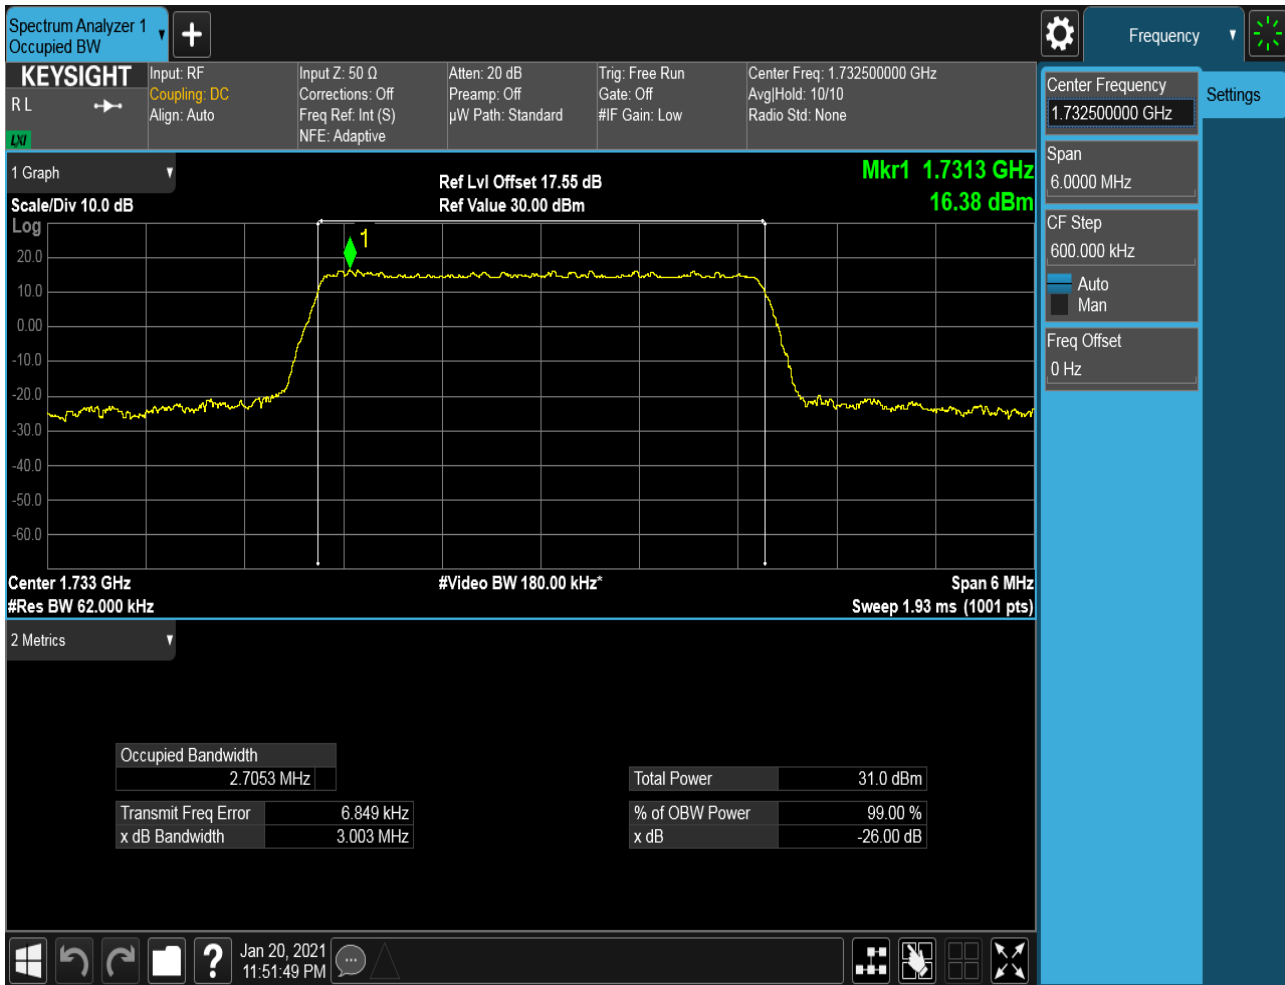 Spectrum Analyzer 1
Occupied BW
Frequency
KEYSIGHT
R L
LXI
Input: RF
Coupling: DC
Align: Auto
Input Z: 50 Ω
Corrections: Off
Freq Ref: Int (S)
NFE: Adaptive
Atten: 20 dB
Preamp: Off
µW Path: Standard
Trig: Free Run
Gate: Off
#IF Gain: Low
Center Freq: 1.732500000 GHz
Avg|Hold: 10/10
Radio Std: None
Center Frequency
1.732500000 GHz
Settings
Span
6.0000 MHz
CF Step
600.000 kHz
Auto
Man
Freq Offset
0 Hz
1 Graph
Scale/Div 10.0 dB
Ref Lvl Offset 17.55 dB
Ref Value 30.00 dBm
Mkr1 1.7313 GHz
16.38 dBm
Log
1
20.0
10.0
0.00
-10.0
-20.0
-30.0
-40.0
-50.0
-60.0
Center 1.733 GHz
#Video BW 180.00 kHz*
Span 6 MHz
#Res BW 62.000 kHz
Sweep 1.93 ms (1001 pts)
2 Metrics
Occupied Bandwidth
2.7053 MHz
Total Power 31.0 dBm
Transmit Freq Error 6.849 kHz
% of OBW Power 99.00 %
x dB Bandwidth 3.003 MHz
x dB -26.00 dB
?
Jan 20, 2021
11:51:49 PM